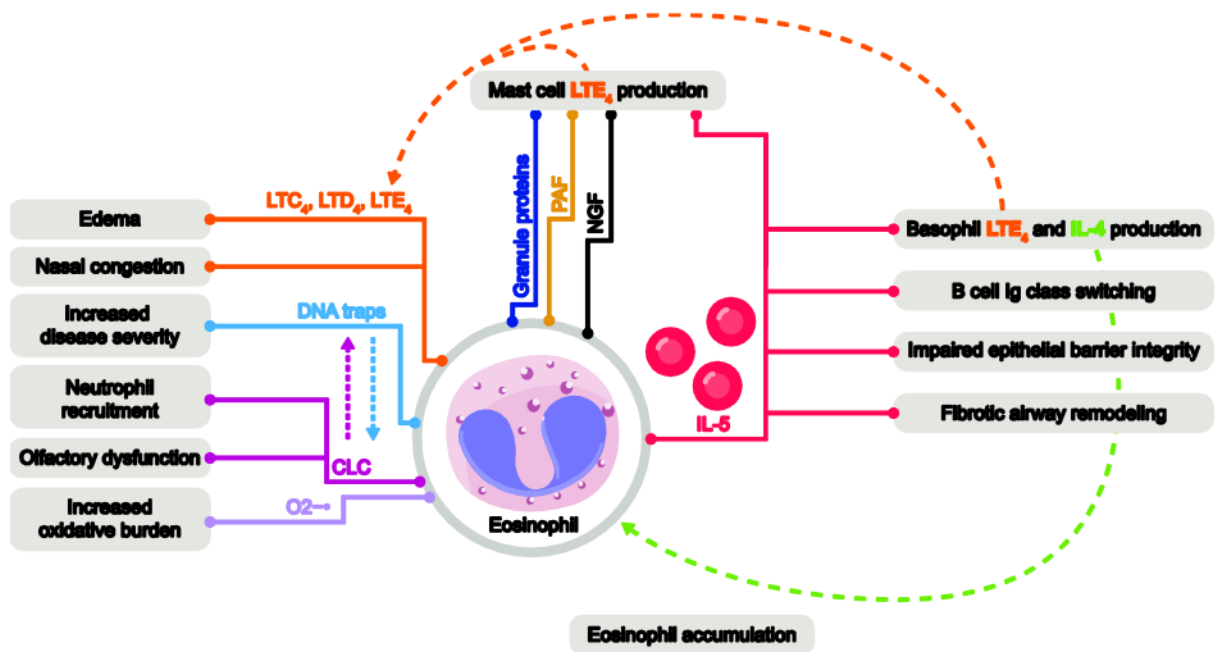 Mast cell LTE₄ production
Granule proteins
PAF
NGF
LTC₄, LTD₄, LTE₄
Edema
Nasal congestion
Increased
disease severity
DNA traps
Neutrophil
recruitment
Olfactory dysfunction
CLC
Increased
oxidative burden
O2−•
Eosinophil
IL-5
Basophil LTE₄ and IL-4 production
B cell Ig class switching
Impaired epithelial barrier integrity
Fibrotic airway remodeling
Eosinophil accumulation